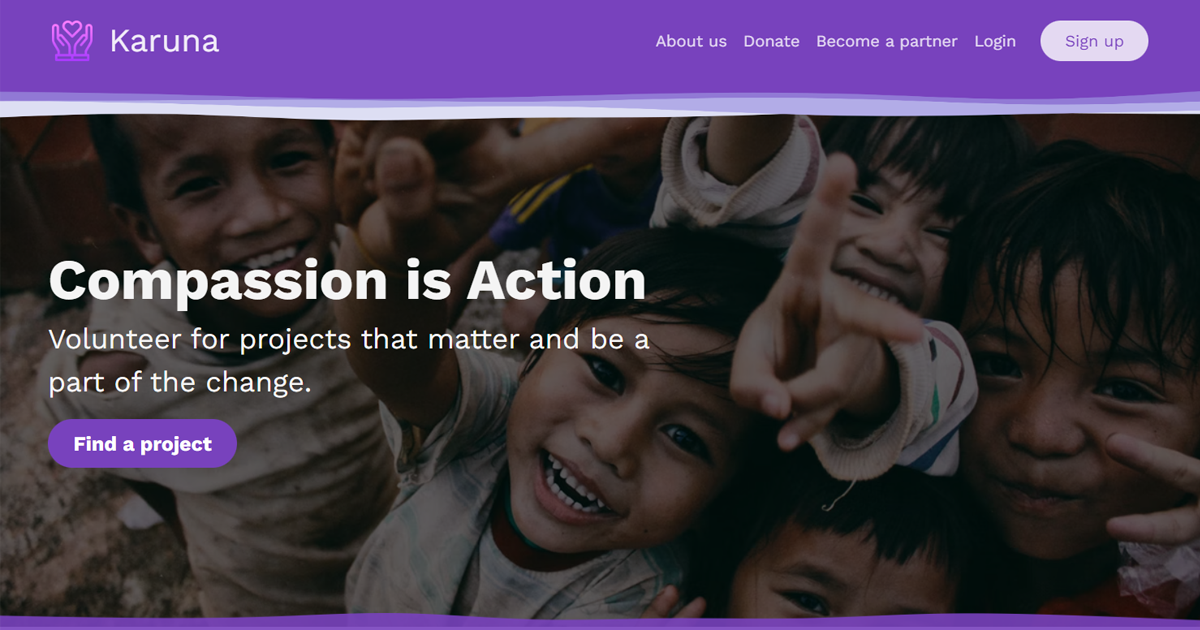 Karuna
About us Donate Become a partner Login Sign up
Compassion is Action
Volunteer for projects that matter and be a
part of the change.
Find a project